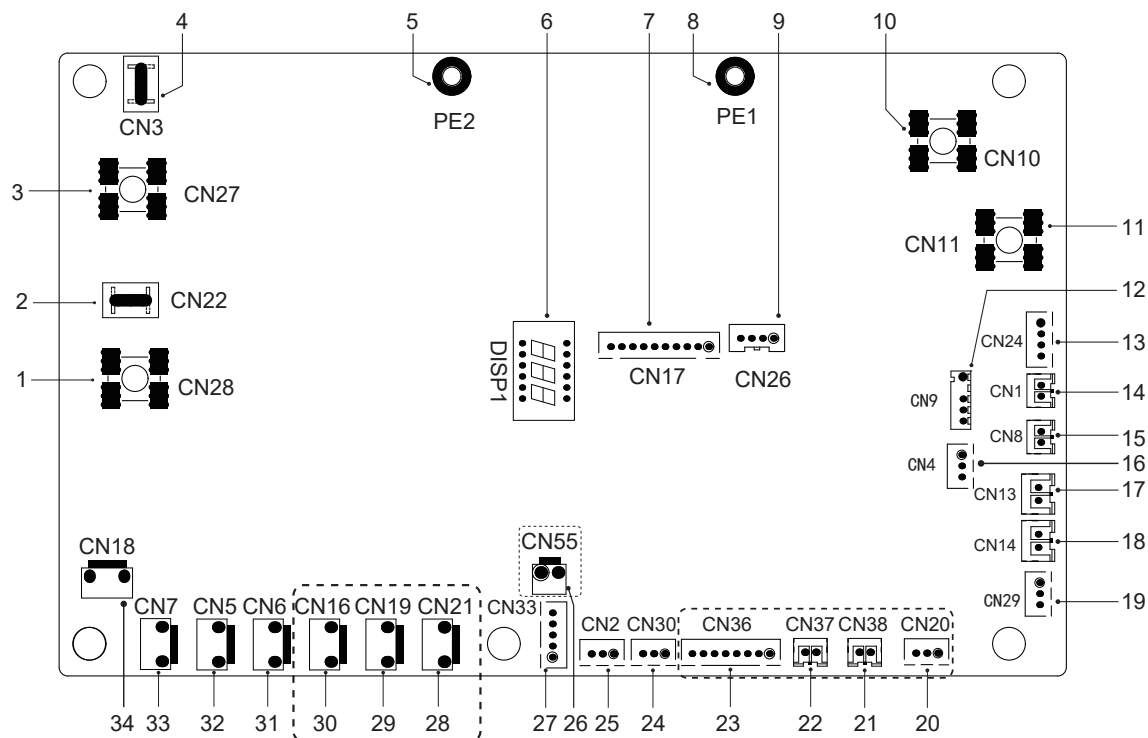 4 5 6 7 8 9 10
CN3 PE2 PE1
CN10
3 CN27
CN11 11
2 CN22
12
DISP1
CN24 13
CN17 CN26
1 CN28
CN9 CN1 14
CN8 15
CN4 16
CN13 17
CN18 CN55 CN14 18
CN7 CN5 CN6 CN16 CN19 CN21 CN33 CN2 CN30 CN36 CN37 CN38 CN20
CN29 19
34 33 32 31 30 29 28 27 26 25 24 23 22 21 20